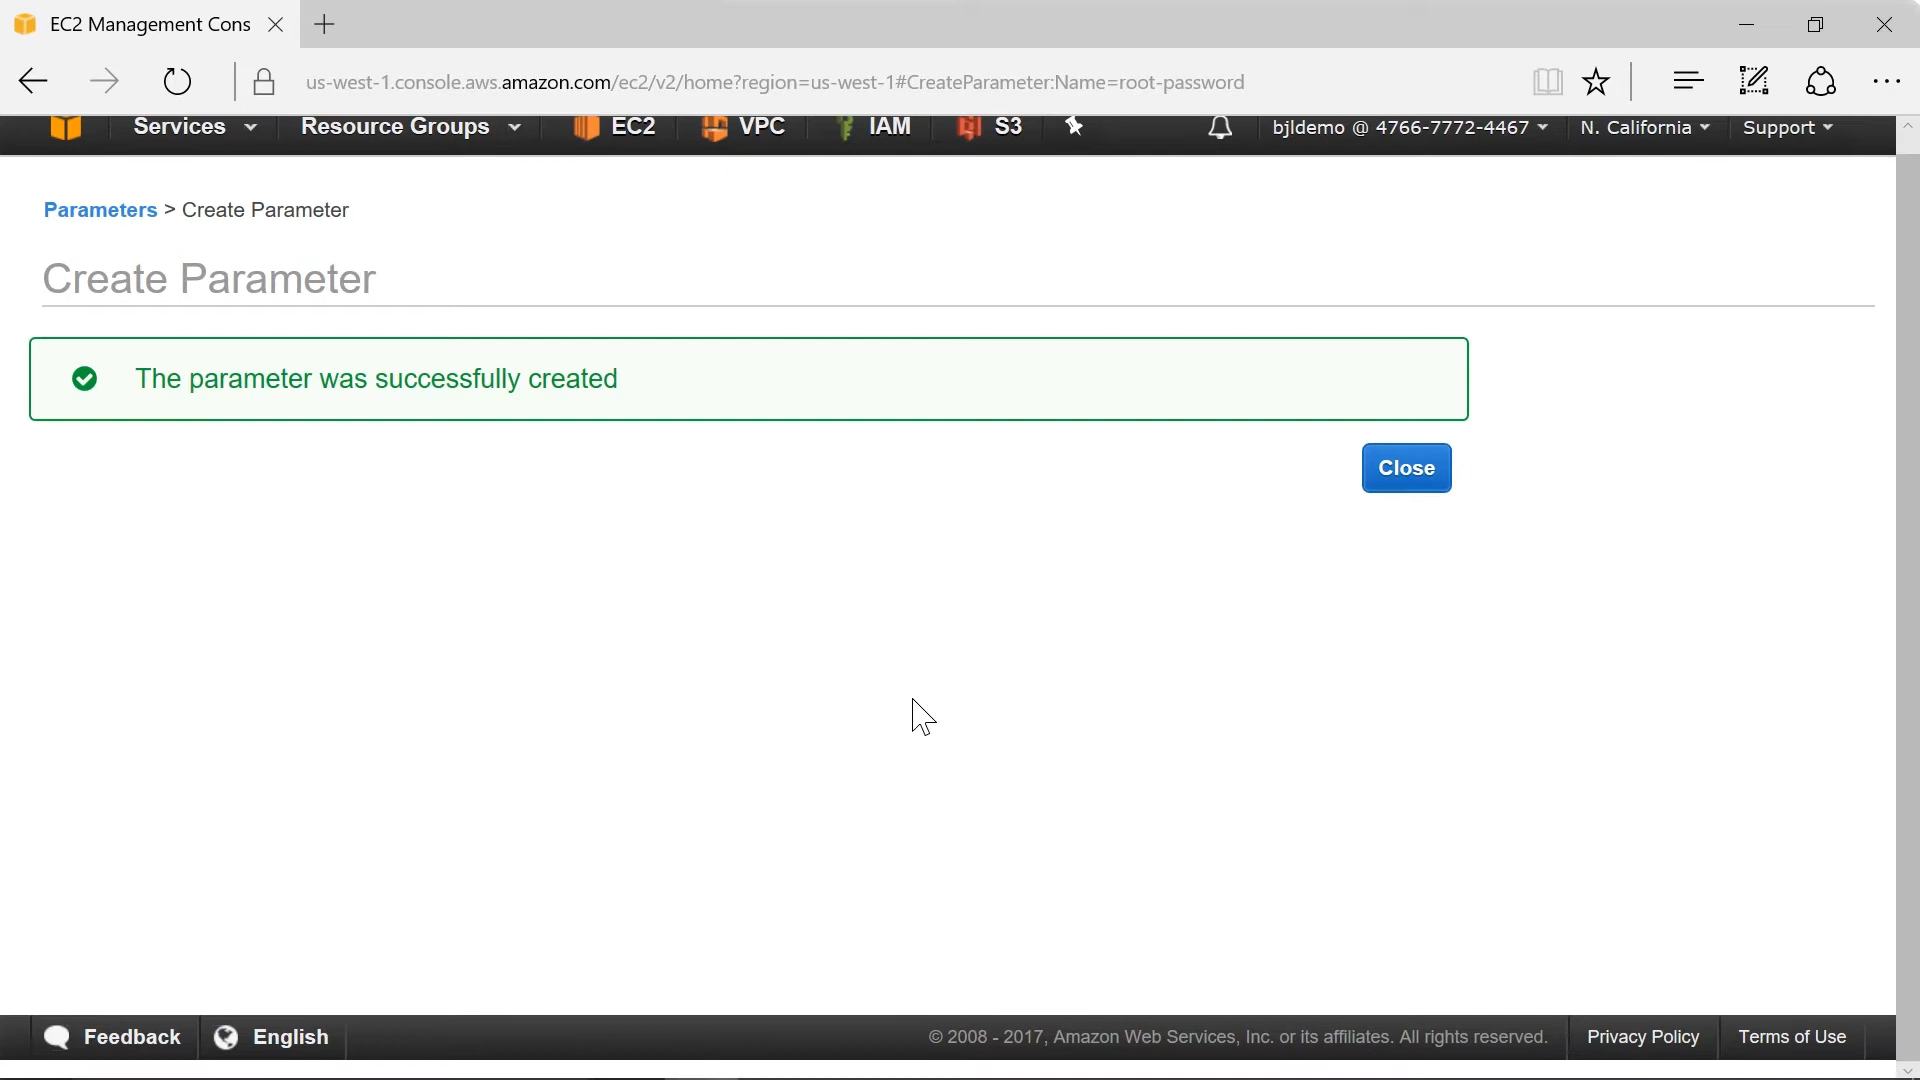 EC2 Management Cons
us-west-1.console.aws.amazon.com/ec2/v2/home?region=us-west-1#CreateParameter:Name=root-password
Services Resource Groups EC2 VPC IAM S3 bjldemo @ 4766-7772-4467 N. California Support
Parameters > Create Parameter
Create Parameter
The parameter was successfully created
Close
Feedback English © 2008 - 2017, Amazon Web Services, Inc. or its affiliates. All rights reserved. Privacy Policy Terms of Use